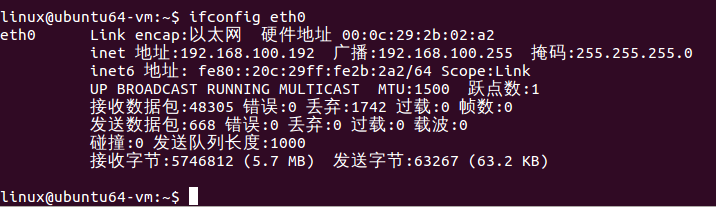 linux@ubuntu64-vm:~$ ifconfig eth0
eth0 Link encap:以太网 硬件地址 00:0c:29:2b:02:a2
inet 地址:192.168.100.192 广播:192.168.100.255 掩码:255.255.255.0
inet6 地址: fe80::20c:29ff:fe2b:2a2/64 Scope:Link
UP BROADCAST RUNNING MULTICAST MTU:1500 跃点数:1
接收数据包:48305 错误:0 丢弃:1742 过载:0 帧数:0
发送数据包:668 错误:0 丢弃:0 过载:0 载波:0
碰撞:0 发送队列长度:1000
接收字节:5746812 (5.7 MB) 发送字节:63267 (63.2 KB)
linux@ubuntu64-vm:~$